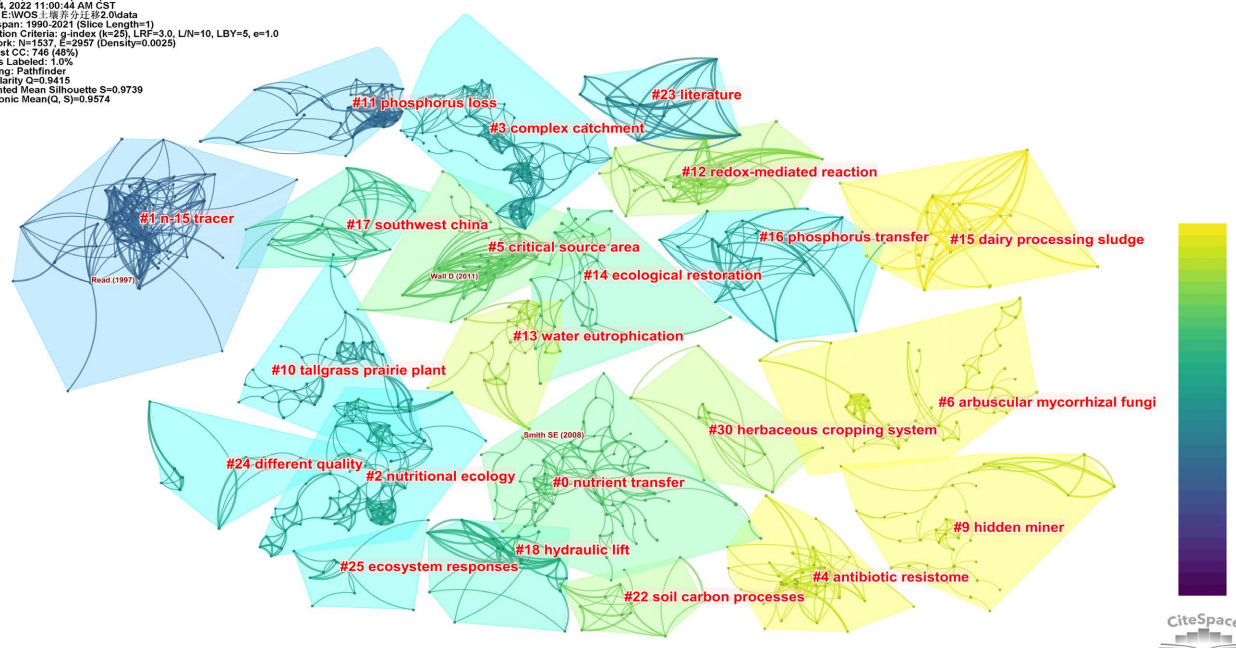 4, 2022 11:00:44 AM CST
E:\WOS土壤养分迁移2.0\data
span: 1990-2021 (Slice Length=1)
tion Criteria: g-index (k=25), LRF=3.0, L/N=10, LBY=5, e=1.0
ork: N=1537, E=2957 (Density=0.0025)
st CC: 746 (48%)
s Labeled: 1.0%
ng: Pathfinder
larity Q=0.9415
nted Mean Silhouette S=0.9739
onic Mean(Q, S)=0.9574
#23 literature
#11 phosphorus loss
#3 complex catchment
#12 redox-mediated reaction
#1 n-15 tracer
#17 southwest china
#16 phosphorus transfer
#15 dairy processing sludge
#5 critical source area
Read (1997)
Wall D (2011)
#14 ecological restoration
#13 water eutrophication
#10 tallgrass prairie plant
#6 arbuscular mycorrhizal fungi
#30 herbaceous cropping system
Smith SE (2008)
#24 different quality
#2 nutritional ecology
#0 nutrient transfer
#9 hidden miner
#18 hydraulic lift
#25 ecosystem responses
#4 antibiotic resistome
#22 soil carbon processes
CiteSpace